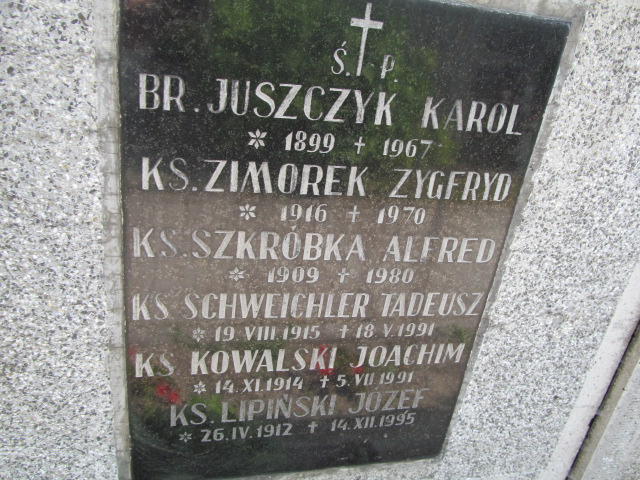 Ś. P.
BR. JUSZCZYK KAROL
* 1899 + 1967
KS. ZIMOREK ZYGFRYD
* 1916 + 1970
KS. SZKRÓBKA ALFRED
* 1909 + 1980
KS SCHWEICHLER TADEUSZ
* 19 VIII 1915 + 18 V 1991
KS KOWALSKI JOACHIM
* 14.XI.1914 + 5.VII 1991
KS. LIPIŃSKI JÓZEF
* 26.IV.1912 + 14.XII.1995